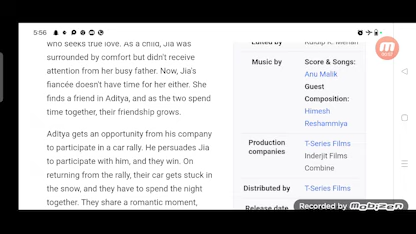 5:56
who seeks true love. As a child, Jia was
surrounded by comfort but didn't receive
attention from her busy father. Now, Jia's
fiancée doesn't have time for either. She
finds a friend in Aditya, and as the two spend
time together, their friendship grows.
Aditya gets an opportunity from his company
to participate in a car rally. He persuades Jia
to participate with him, and they win. On
returning from the rally, their car gets stuck in
the snow, and they have to spend the night
together. They share a romantic moment,
Edited by
Music by
Score & Songs:
Anu Malik
Guest
Composition:
Himesh
Reshammiya
Production
companies
T-Series Films
Inderjit Films
Combine
Distributed by
T-Series Films
Release date
Recorded by Mobizen